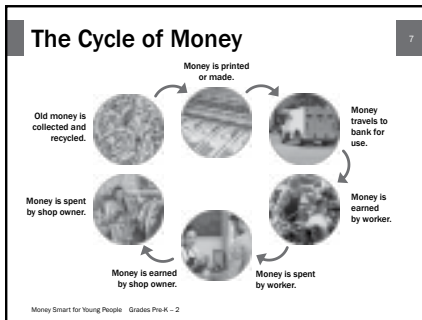 The Cycle of Money
7
Money is printed
or made.
Money
travels to
bank for
use.
Money is
earned
by worker.
Money is spent
by worker.
Money is earned
by shop owner.
Money is spent
by shop owner.
Old money is
collected and
recycled.
Money Smart for Young People Grades Pre-K – 2